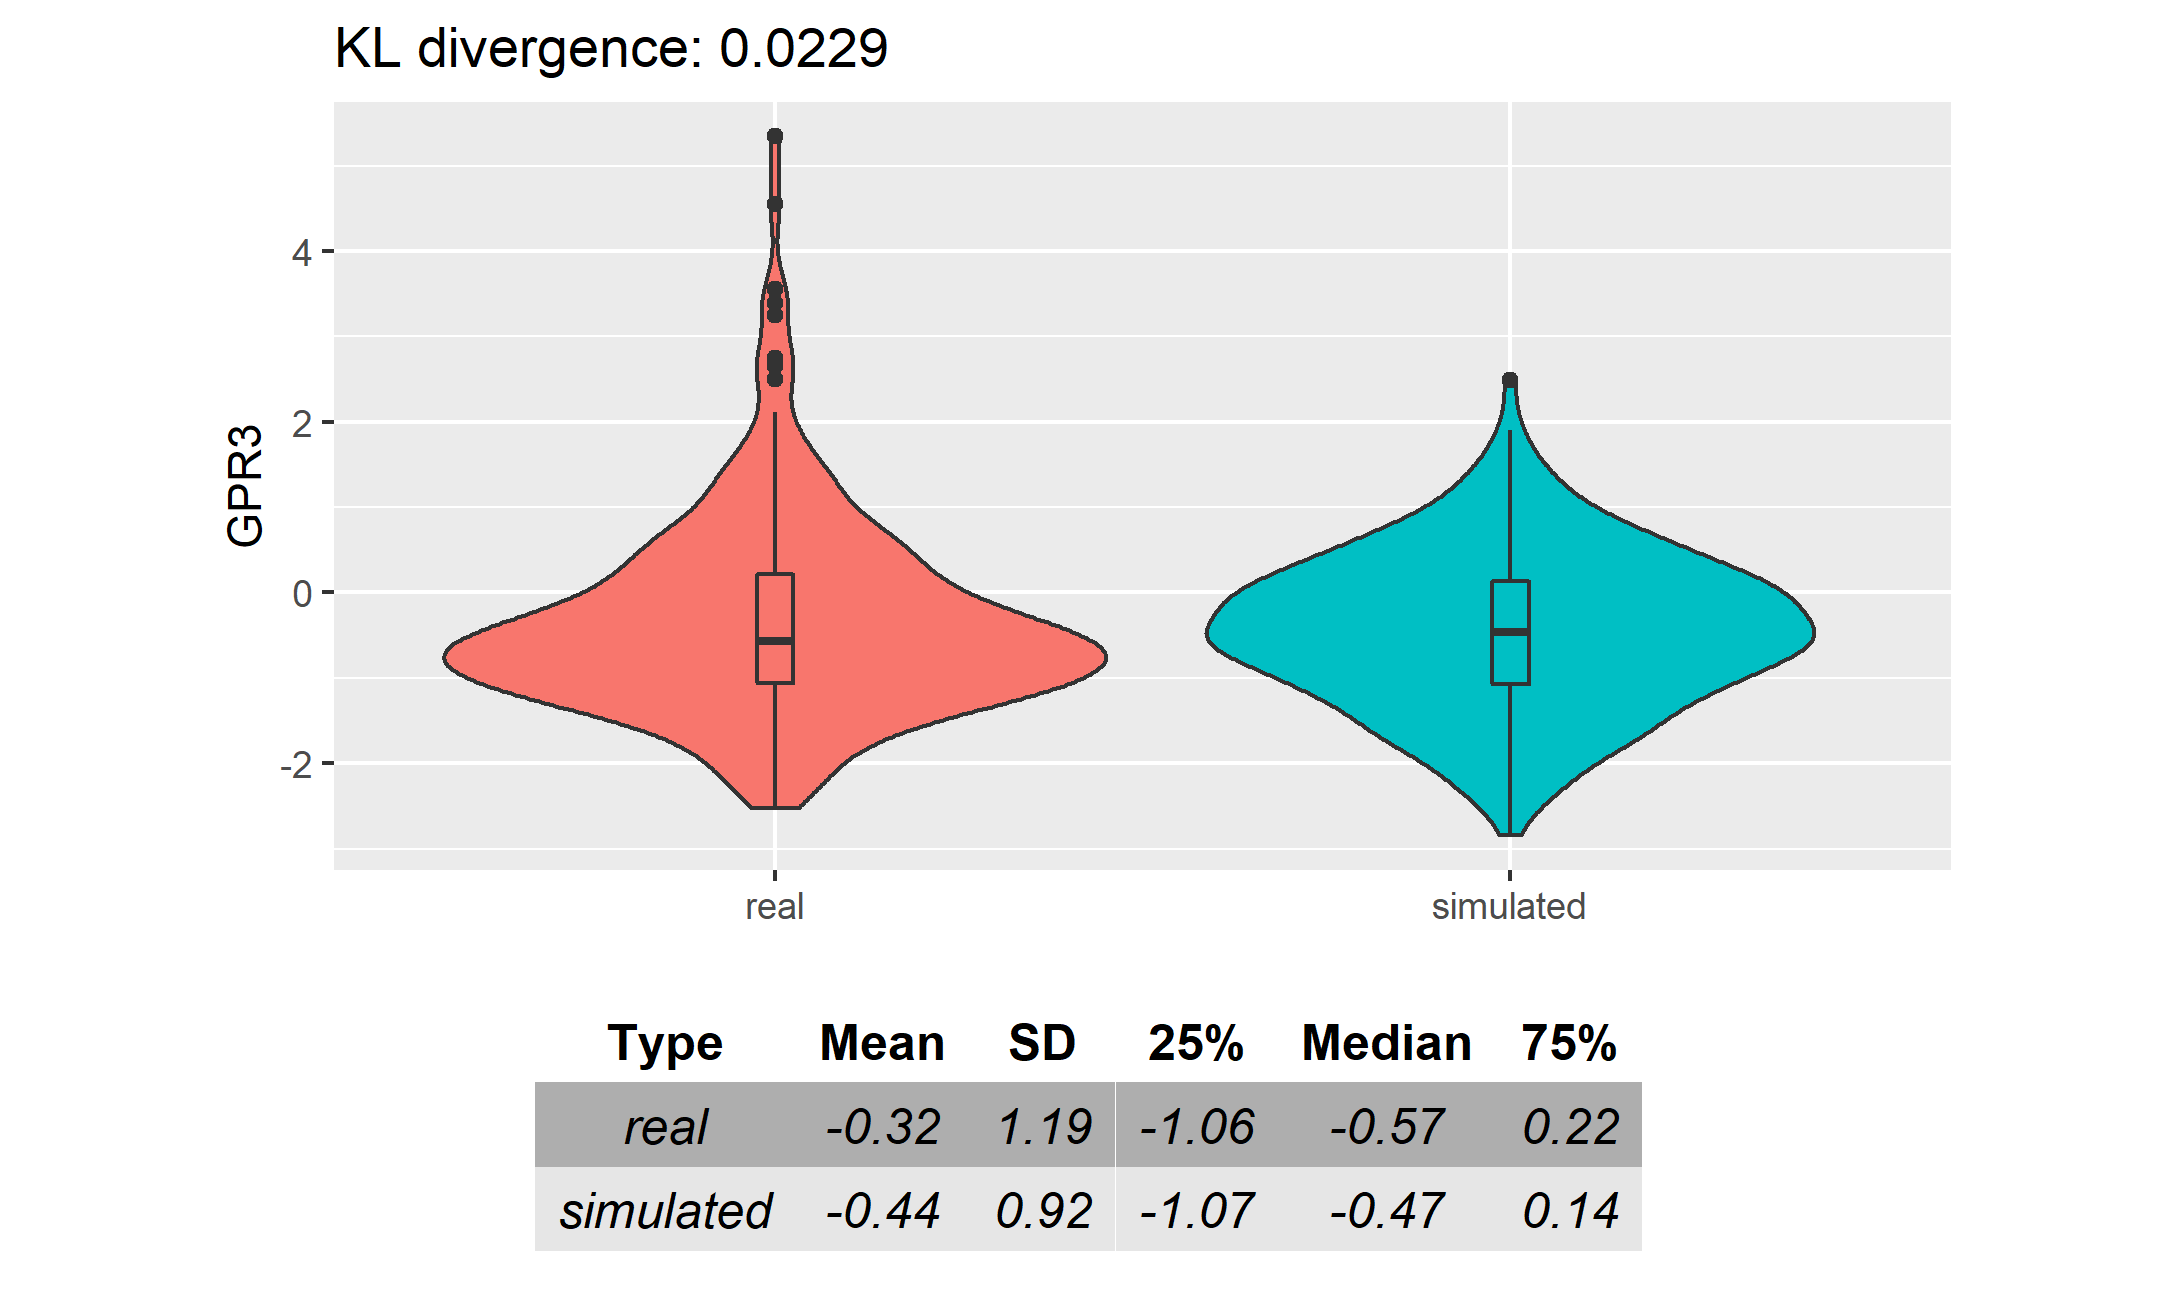 KL divergence: 0.0229
GPR3
4
2
0
-2
real simulated
Type Mean SD 25% Median 75%
real -0.32 1.19 -1.06 -0.57 0.22
simulated -0.44 0.92 -1.07 -0.47 0.14